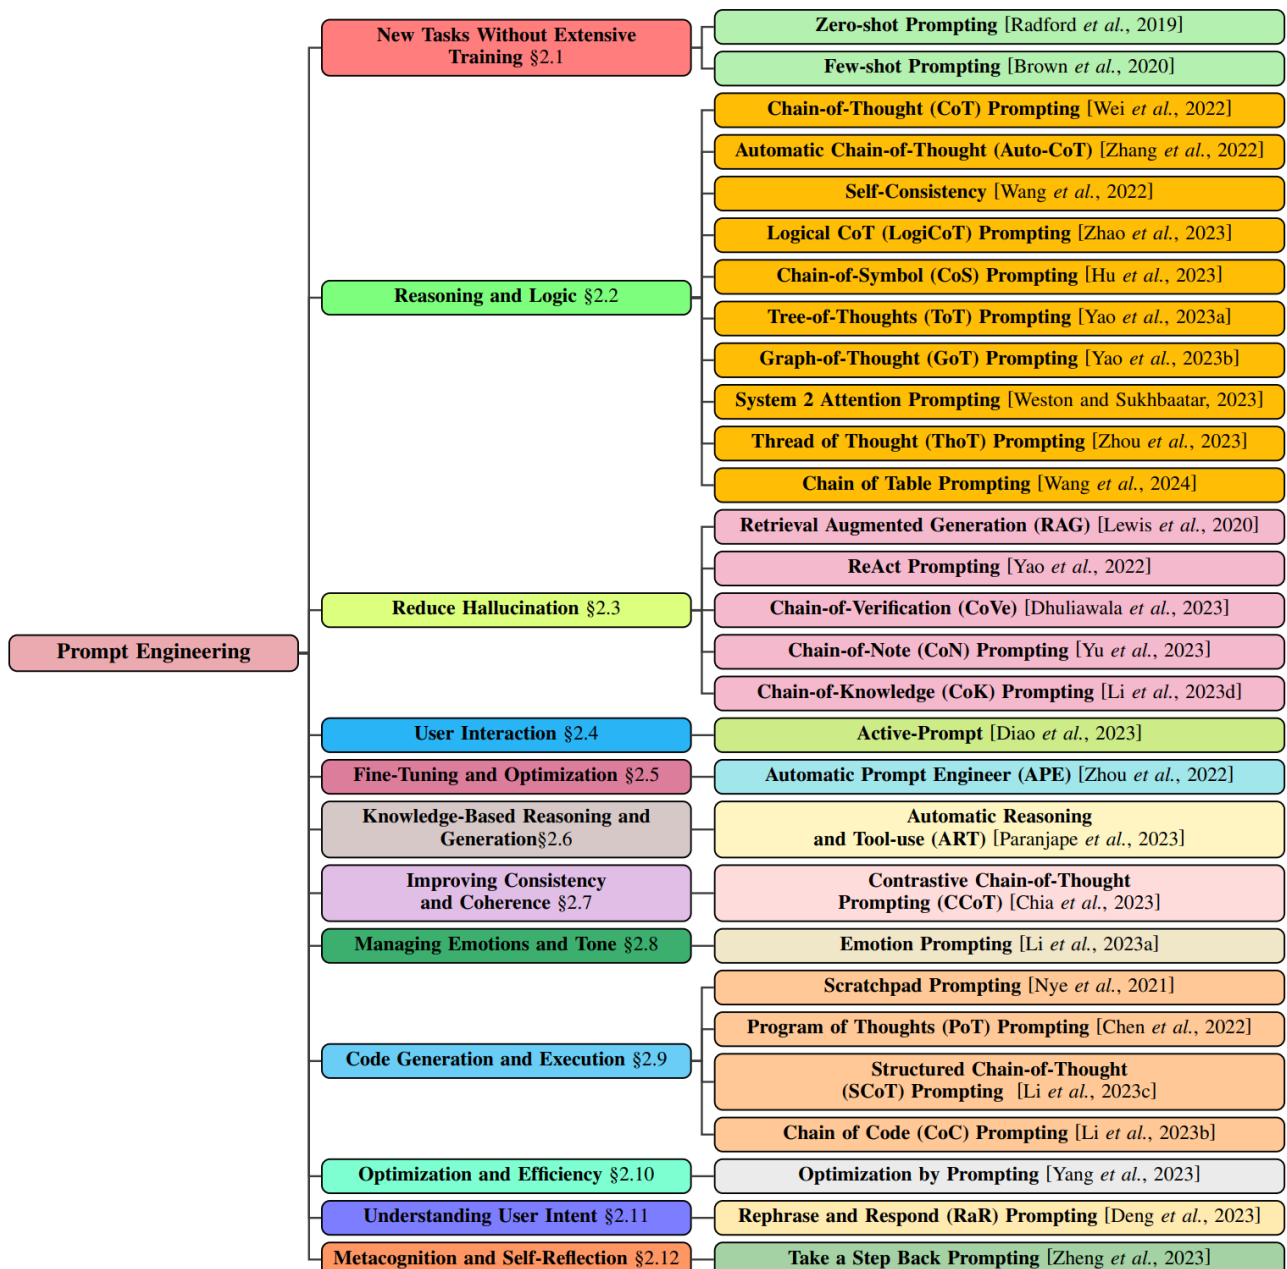 Prompt Engineering
New Tasks Without Extensive
Training §2.1
Zero-shot Prompting [Radford et al., 2019]
Few-shot Prompting [Brown et al., 2020]
Reasoning and Logic §2.2
Chain-of-Thought (CoT) Prompting [Wei et al., 2022]
Automatic Chain-of-Thought (Auto-CoT) [Zhang et al., 2022]
Self-Consistency [Wang et al., 2022]
Logical CoT (LogiCoT) Prompting [Zhao et al., 2023]
Chain-of-Symbol (CoS) Prompting [Hu et al., 2023]
Tree-of-Thoughts (ToT) Prompting [Yao et al., 2023a]
Graph-of-Thought (GoT) Prompting [Yao et al., 2023b]
System 2 Attention Prompting [Weston and Sukhbaatar, 2023]
Thread of Thought (ThoT) Prompting [Zhou et al., 2023]
Chain of Table Prompting [Wang et al., 2024]
Reduce Hallucination §2.3
Retrieval Augmented Generation (RAG) [Lewis et al., 2020]
ReAct Prompting [Yao et al., 2022]
Chain-of-Verification (CoVe) [Dhuliawala et al., 2023]
Chain-of-Note (CoN) Prompting [Yu et al., 2023]
Chain-of-Knowledge (CoK) Prompting [Li et al., 2023d]
User Interaction §2.4
Active-Prompt [Diao et al., 2023]
Fine-Tuning and Optimization §2.5
Automatic Prompt Engineer (APE) [Zhou et al., 2022]
Knowledge-Based Reasoning and
Generation§2.6
Automatic Reasoning
and Tool-use (ART) [Paranjape et al., 2023]
Improving Consistency
and Coherence §2.7
Contrastive Chain-of-Thought
Prompting (CCoT) [Chia et al., 2023]
Managing Emotions and Tone §2.8
Emotion Prompting [Li et al., 2023a]
Code Generation and Execution §2.9
Scratchpad Prompting [Nye et al., 2021]
Program of Thoughts (PoT) Prompting [Chen et al., 2022]
Structured Chain-of-Thought
(SCoT) Prompting [Li et al., 2023c]
Chain of Code (CoC) Prompting [Li et al., 2023b]
Optimization and Efficiency §2.10
Optimization by Prompting [Yang et al., 2023]
Understanding User Intent §2.11
Rephrase and Respond (RaR) Prompting [Deng et al., 2023]
Metacognition and Self-Reflection §2.12
Take a Step Back Prompting [Zheng et al., 2023]